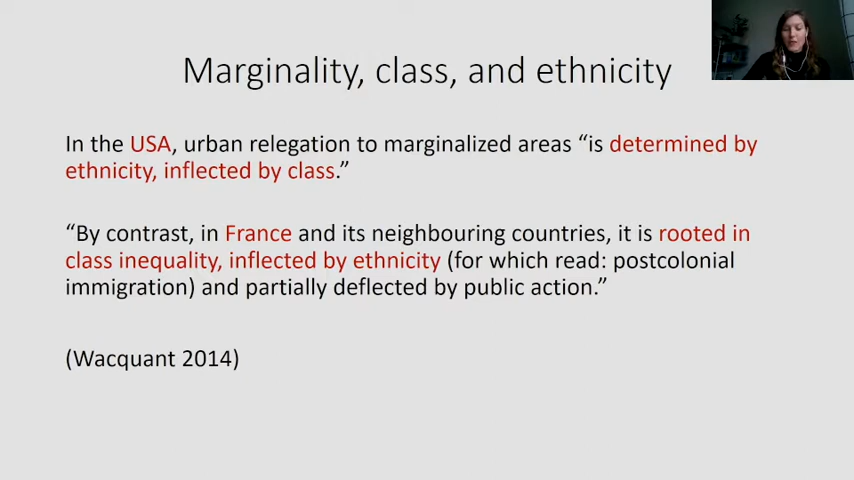 Marginality, class, and ethnicity
In the USA, urban relegation to marginalized areas “is determined by
ethnicity, inflected by class.”
“By contrast, in France and its neighbouring countries, it is rooted in
class inequality, inflected by ethnicity (for which read: postcolonial
immigration) and partially deflected by public action.”
(Wacquant 2014)